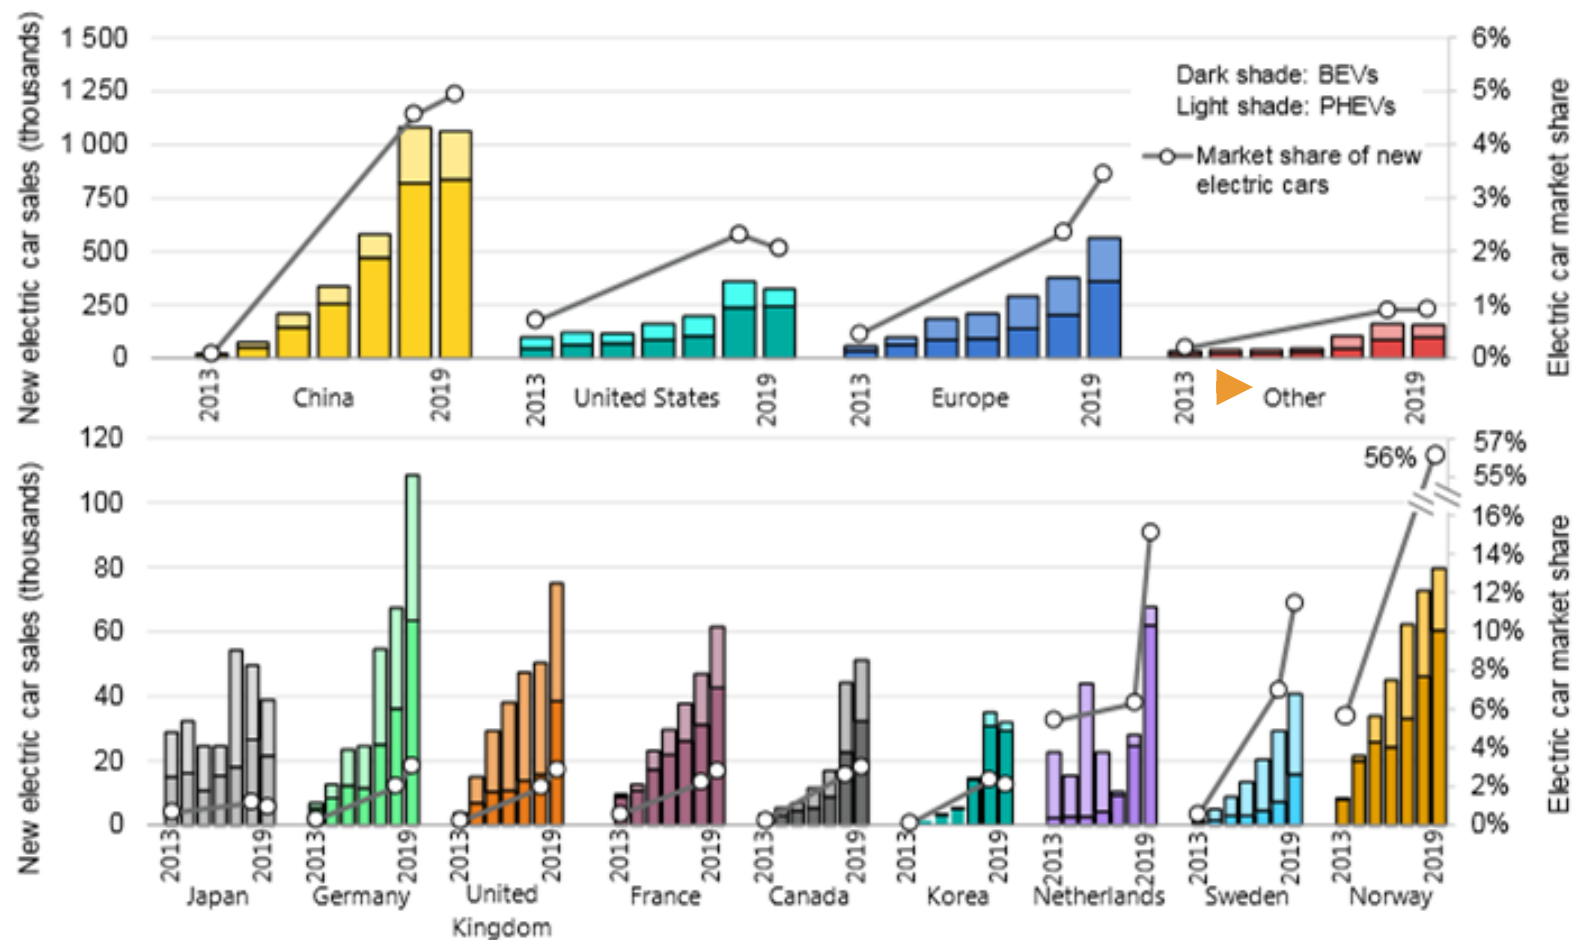 New electric car sales (thousands)
1 500
1 250
1 000
750
500
250
0
6%
5%
4%
3%
2%
1%
0%
Electric car market share
Dark shade: BEVs
Light shade: PHEVs
Market share of new
electric cars
2013
China
2019
2013
United States
2019
2013
Europe
2019
2013
Other
2019
New electric car sales (thousands)
120
100
80
60
40
20
0
57%
55%
16%
14%
12%
10%
8%
6%
4%
2%
0%
Electric car market share
56%
2013
2019
Japan
2013
2019
Germany
2013
2019
United
Kingdom
2013
2019
France
2013
2019
Canada
2013
2019
Korea
2013
2019
Netherlands
2013
2019
Sweden
2013
2019
Norway